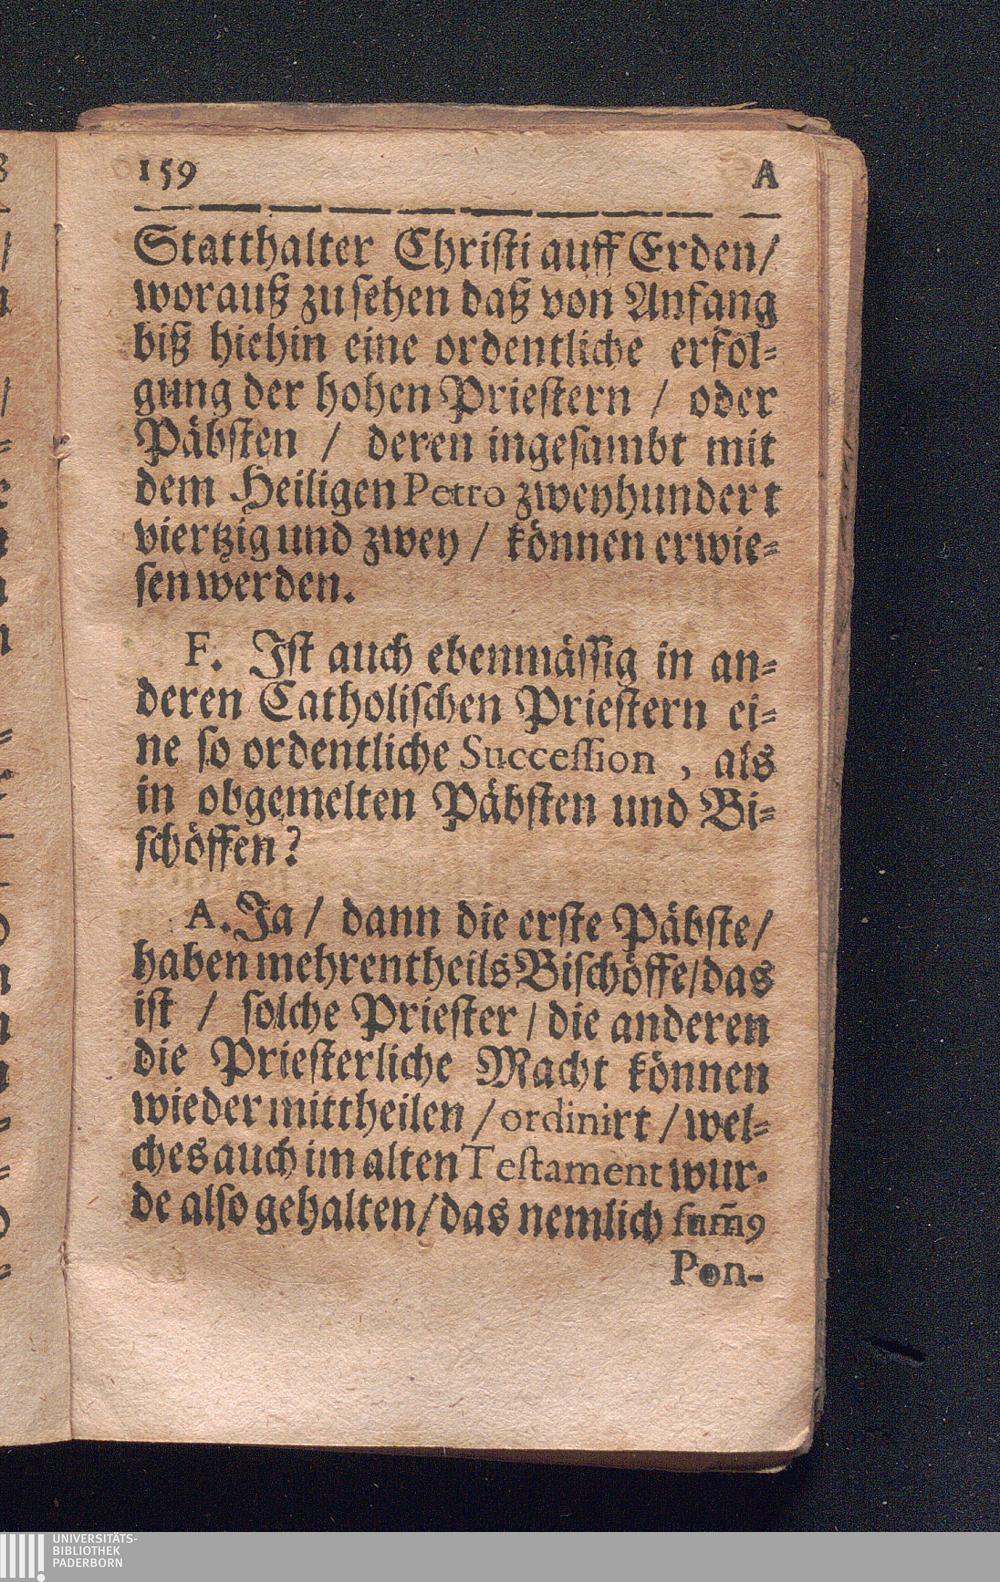 159 A
Statthalter Christi auff Erden/
worauß zu sehen daß von Anfang
biß hiehin eine ordentliche erfol⸗
gung der hohen Priestern / oder
Päbsten / deren ingesambt mit
dem Heiligen Petro zweyhundert
viertzig und zwey / können erwie⸗
sen werden.
F. Ist auch ebenmässig in an⸗
deren Catholischen Priestern ei⸗
ne so ordentliche Succession , als
in obgemelten Päbsten und Bi⸗
schöffen?
A. Ja / dann die erste Päbste/
haben mehrentheils Bischöffe/das
ist / solche Priester / die anderen
die Priesterliche Macht können
wieder mittheilen / ordinirt / wel⸗
ches auch im alten Testament wur⸗
de also gehalten/das nemlich sum̃9
Pon-
UNIVERSITÄTS-
BIBLIOTHEK
PADERBORN